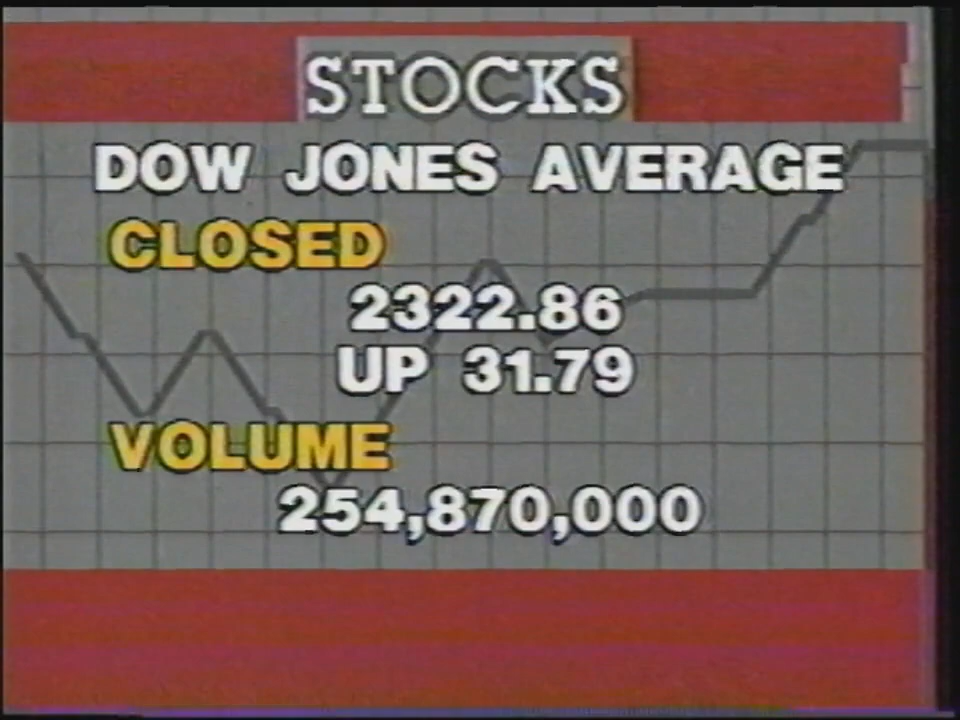 STOCKS
DOW JONES AVERAGE
CLOSED
2322.86
UP 31.79
VOLUME
254,870,000